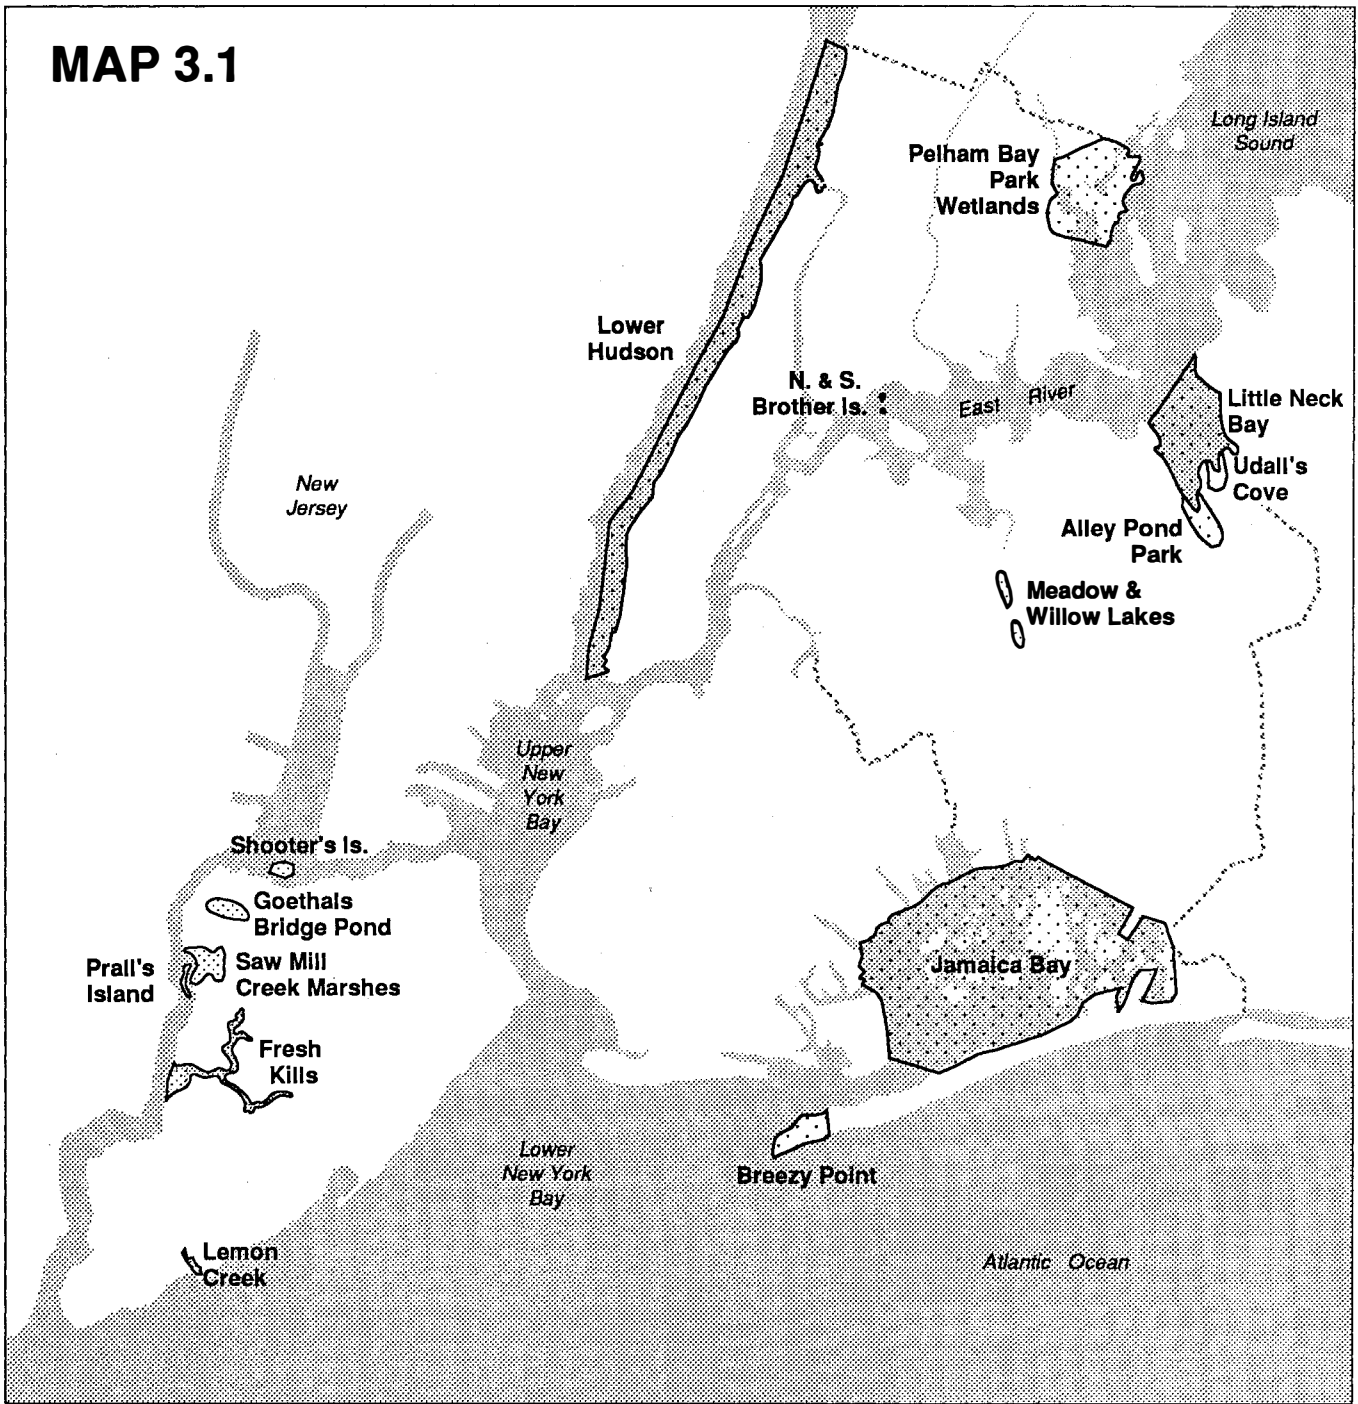 MAP 3.1
Long Island
Sound
Pelham Bay
Park
Wetlands
Lower
Hudson
N. & S.
Brother Is.
East River
Little Neck
Bay
Udall's
Cove
New
Jersey
Alley Pond
Park
Meadow &
Willow Lakes
Upper
New
York
Bay
Shooter's Is.
Goethals
Bridge Pond
Prall's
Island
Saw Mill
Creek Marshes
Jamaica Bay
Fresh
Kills
Lower
New York
Bay
Breezy Point
Lemon
Creek
Atlantic Ocean